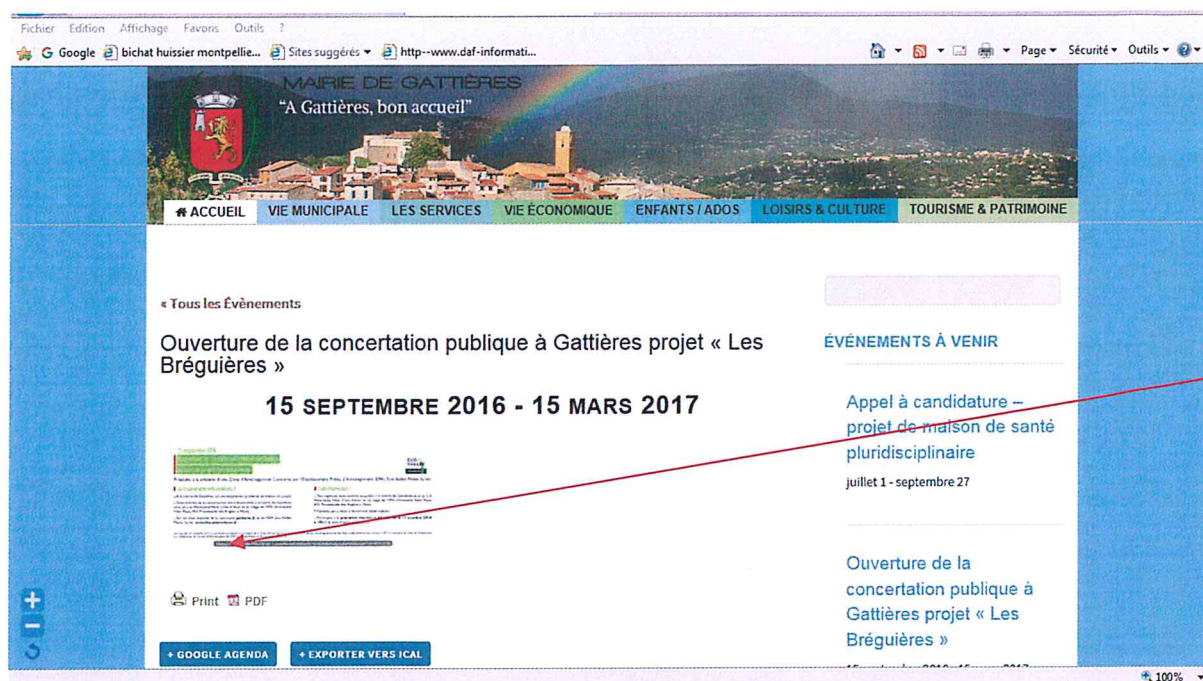 Fichier Edition Affichage Favoris Outils ?
Google bichat huissier montpellie... Sites suggérés http--www.daf-informati... Page Sécurité Outils
MAIRIE DE GATTIÈRES
“A Gattières, bon accueil”
ACCUEIL VIE MUNICIPALE LES SERVICES VIE ÉCONOMIQUE ENFANTS / ADOS LOISIRS & CULTURE TOURISME & PATRIMOINE
« Tous les Évènements
Ouverture de la concertation publique à Gattières projet « Les
Bréguières »
15 SEPTEMBRE 2016 - 15 MARS 2017
Print PDF
+ GOOGLE AGENDA + EXPORTER VERS ICAL
ÉVÉNEMENTS À VENIR
Appel à candidature –
projet de maison de santé
pluridisciplinaire
juillet 1 - septembre 27
Ouverture de la
concertation publique à
Gattières projet « Les
Bréguières »
100%